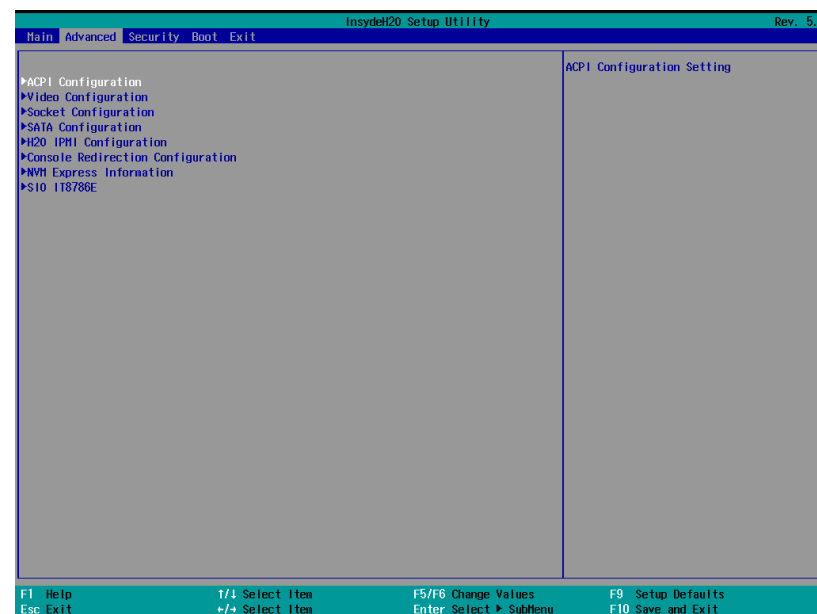 InsydeH20 Setup Utility Rev. 5.
Main Advanced Security Boot Exit
ACPI Configuration Setting
▶ACPI Configuration
▶Video Configuration
▶Socket Configuration
▶SATA Configuration
▶H20 IPMI Configuration
▶Console Redirection Configuration
▶NVM Express Information
▶SIO IT8786E
F1 Help ↑/↓ Select Item F5/F6 Change Values F9 Setup Defaults
Esc Exit ←/→ Select Item Enter Select ▶ SubMenu F10 Save and Exit